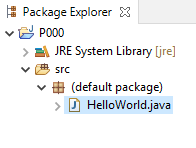 Package Explorer
P000
JRE System Library [jre]
src
(default package)
HelloWorld.java